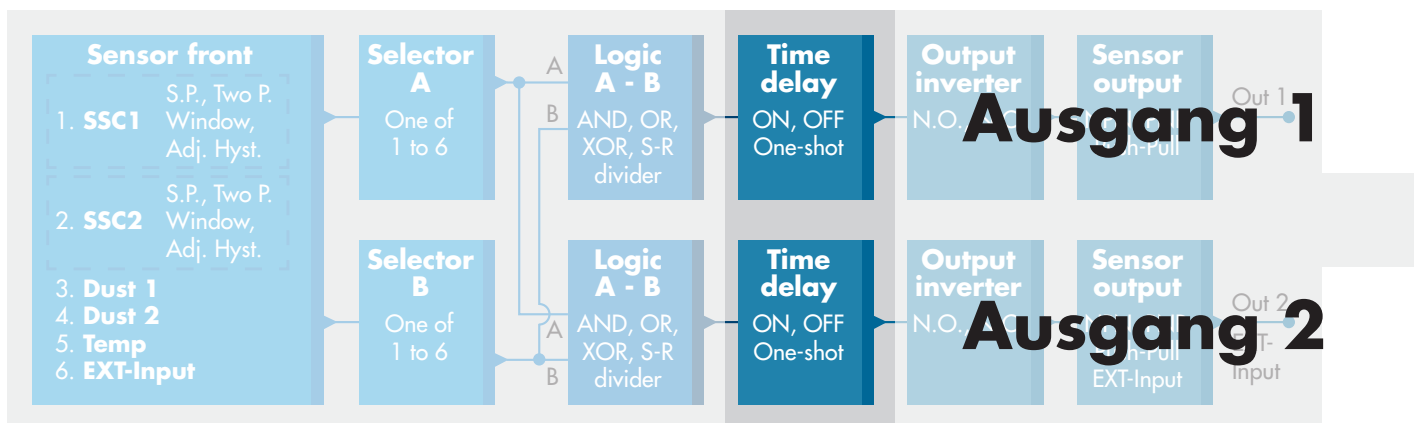 Sensor front
1. SSC1
S.P., Two P.
Window,
Adj. Hyst.
2. SSC2
S.P., Two P.
Window,
Adj. Hyst.
3. Dust 1
4. Dust 2
5. Temp
6. EXT-Input
Selector
A
One of
1 to 6
A
B
Logic
A - B
AND, OR,
XOR, S-R
divider
Time
delay
ON, OFF
One-shot
Output
inverter
N.O.,
Sensor
output
Out 1
Ausgang 1
Selector
B
One of
1 to 6
A
B
Logic
A - B
AND, OR,
XOR, S-R
divider
Time
delay
ON, OFF
One-shot
Output
inverter
N.O.,
Sensor
output
EXT-Input
Out 2
Input
Ausgang 2